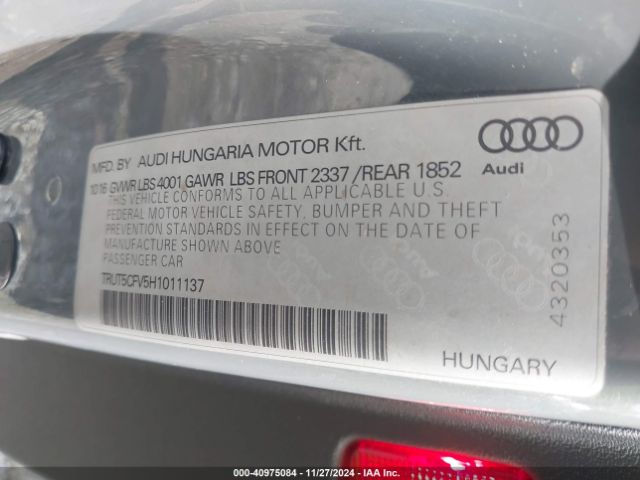 MFD. BY AUDI HUNGARIA MOTOR Kft.
10 16 GVWR LBS 4001 GAWR LBS FRONT 2337 / REAR 1852
Audi
THIS VEHICLE CONFORMS TO ALL APPLICABLE U.S.
FEDERAL MOTOR VEHICLE SAFETY, BUMPER AND THEFT
PREVENTION STANDARDS IN EFFECT ON THE DATE OF
MANUFACTURE SHOWN ABOVE
PASSENGER CAR
TRUT5CFV5H1011137
4320353
HUNGARY
000-40975084 - 11/27/2024 - IAA Inc.